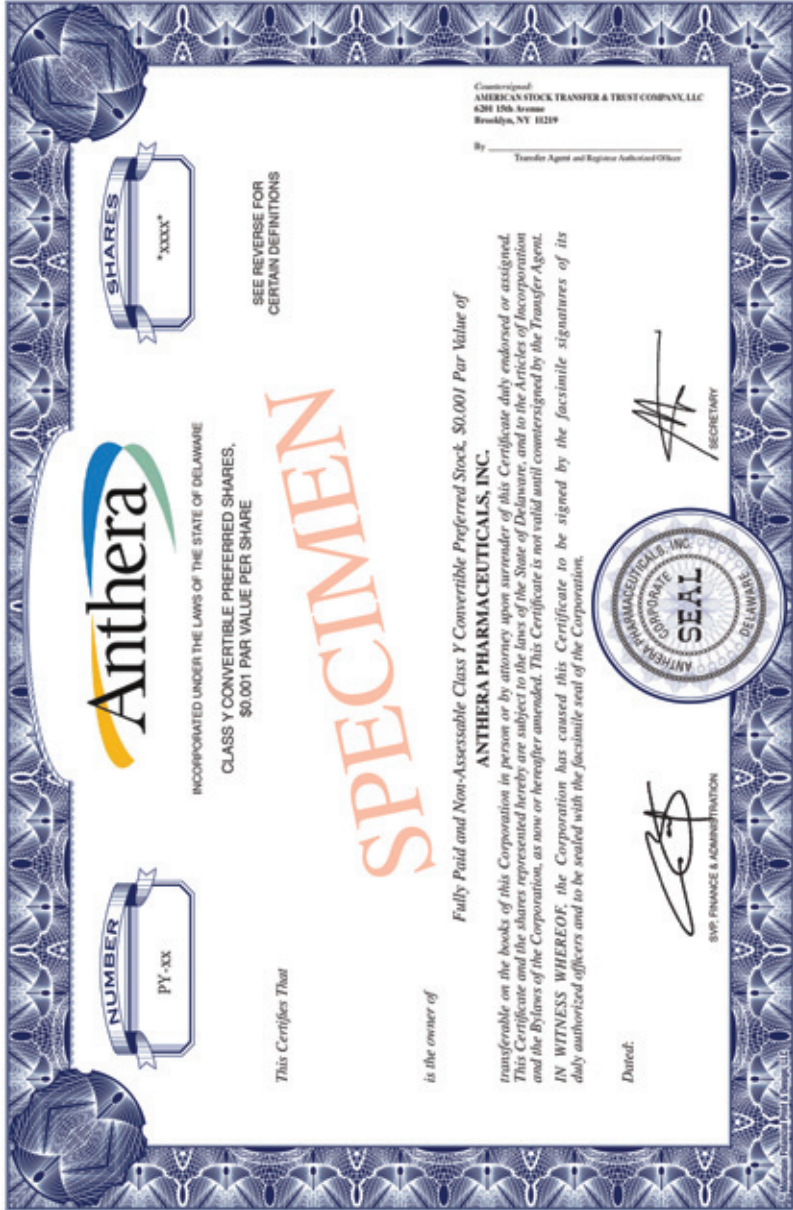 NUMBER
PY-xx
Anthera
SHARES
*xxxx*
INCORPORATED UNDER THE LAWS OF THE STATE OF DELAWARE
CLASS Y CONVERTIBLE PREFERRED SHARES,
$0.001 PAR VALUE PER SHARE
SEE REVERSE FOR
CERTAIN DEFINITIONS
This Certifies That
SPECIMEN
is the owner of
Fully Paid and Non-Assessable Class Y Convertible Preferred Stock, $0.001 Par Value of
ANTHERA PHARMACEUTICALS, INC.
transferable on the books of this Corporation in person or by attorney upon surrender of this Certificate duly endorsed or assigned.
This Certificate and the shares represented hereby are subject to the laws of the State of Delaware, and to the Articles of Incorporation
and the Bylaws of the Corporation, as now or hereafter amended. This Certificate is not valid until countersigned by the Transfer Agent.
IN WITNESS WHEREOF, the Corporation has caused this Certificate to be signed by the facsimile signatures of its
duly authorized officers and to be sealed with the facsimile seal of the Corporation.
Dated:
SVP, FINANCE & ADMINISTRATION
ANTHERA PHARMACEUTICALS, INC.
CORPORATE
SEAL
DELAWARE
SECRETARY
Countersigned:
AMERICAN STOCK TRANSFER & TRUST COMPANY, LLC
6201 15th Avenue
Brooklyn, NY 11219
By
Transfer Agent and Registrar Authorized Officer